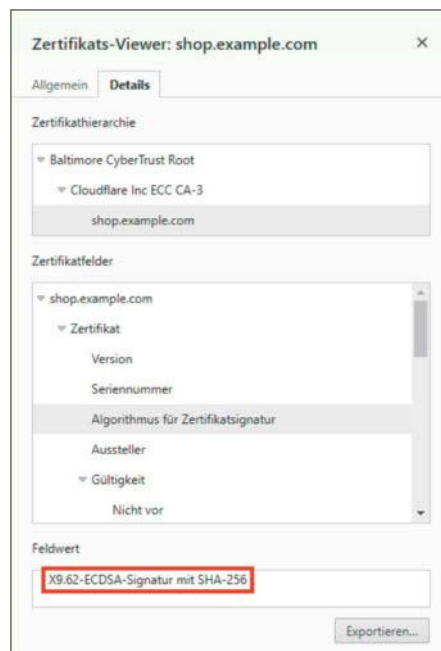 Zertifikats-Viewer: shop.example.com
Allgemein Details
Zertifikathierarchie
Baltimore CyberTrust Root
Cloudflare Inc ECC CA-3
shop.example.com
Zertifikatfelder
shop.example.com
Zertifikat
Version
Seriennummer
Algorithmus für Zertifikatsignatur
Aussteller
Gültigkeit
Nicht vor
Feldwert
X9.62-ECDSA-Signatur mit SHA-256
Exportieren...